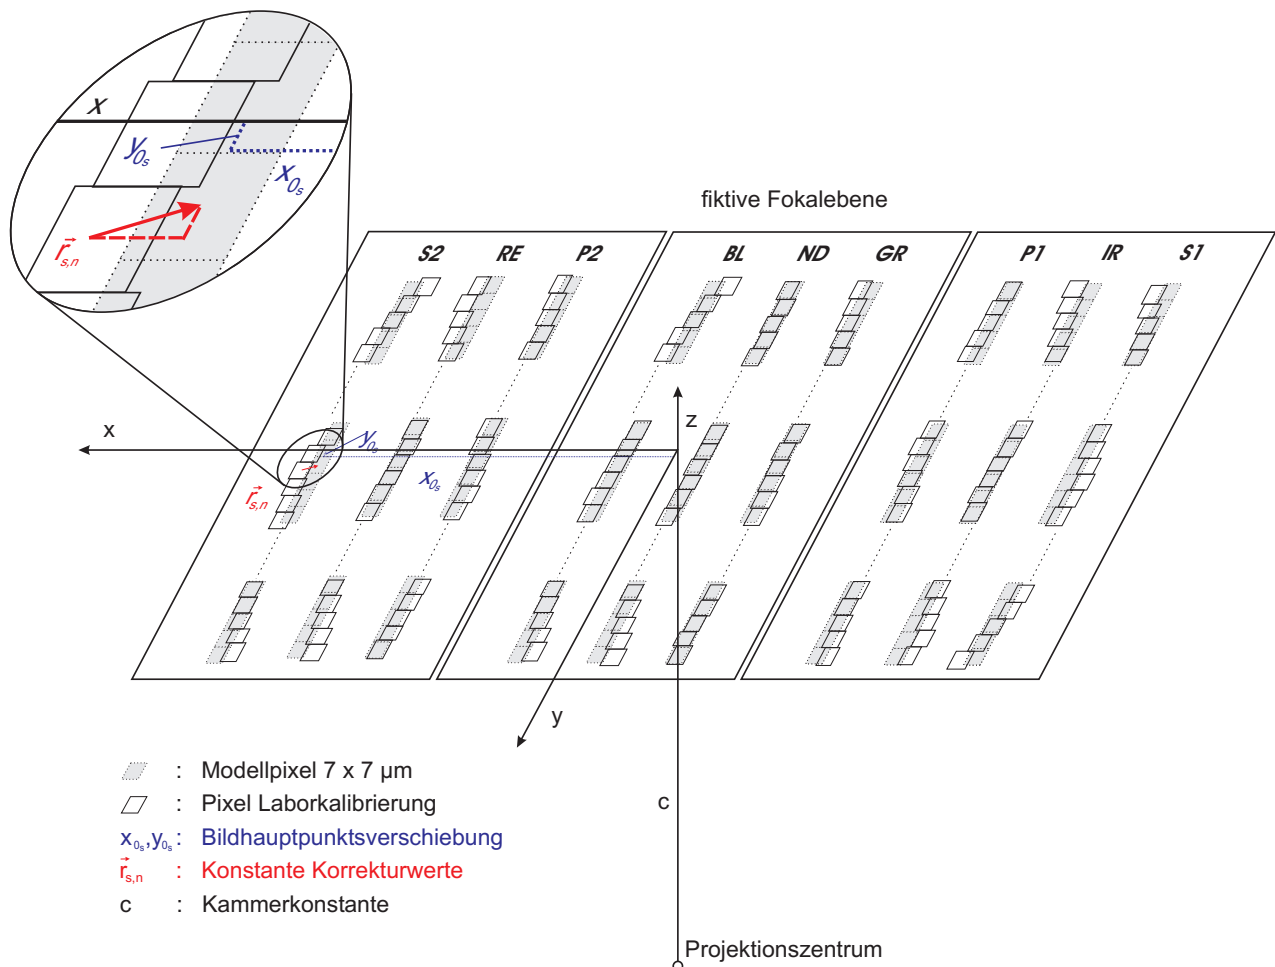 x
y₀ₛ
x₀ₛ
r⃗ s,n
fiktive Fokalebene
S2 RE P2 BL ND GR P1 IR S1
x
z
y₀ₛ
x₀ₛ
r⃗ s,n
y
c
: Modellpixel 7 x 7 µm
: Pixel Laborkalibrierung
x₀ₛ,y₀ₛ : Bildhauptpunktsverschiebung
r⃗ s,n : Konstante Korrekturwerte
c : Kammerkonstante
Projektionszentrum